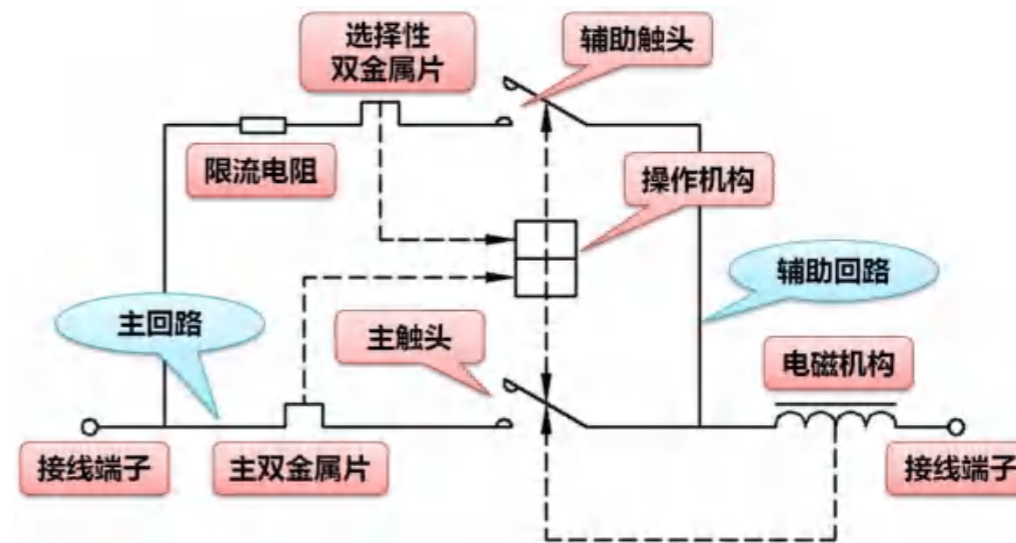 选择性
双金属片
辅助触头
限流电阻
操作机构
辅助回路
主回路
主触头
电磁机构
接线端子
主双金属片
接线端子